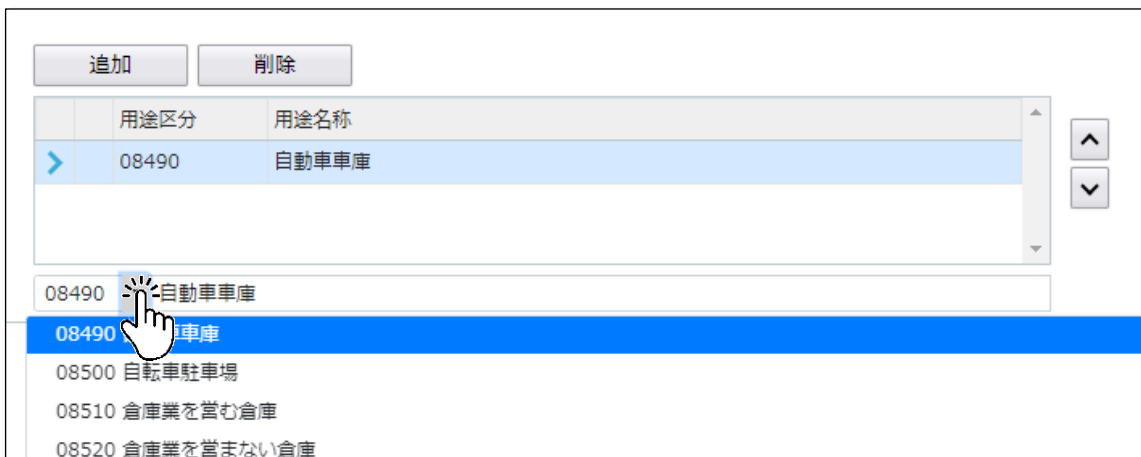 追加 削除
用途区分 用途名称
08490 自動車車庫
08490 自動車車庫
08490 車庫
08500 自転車駐車場
08510 倉庫業を営む倉庫
08520 倉庫業を営まない倉庫